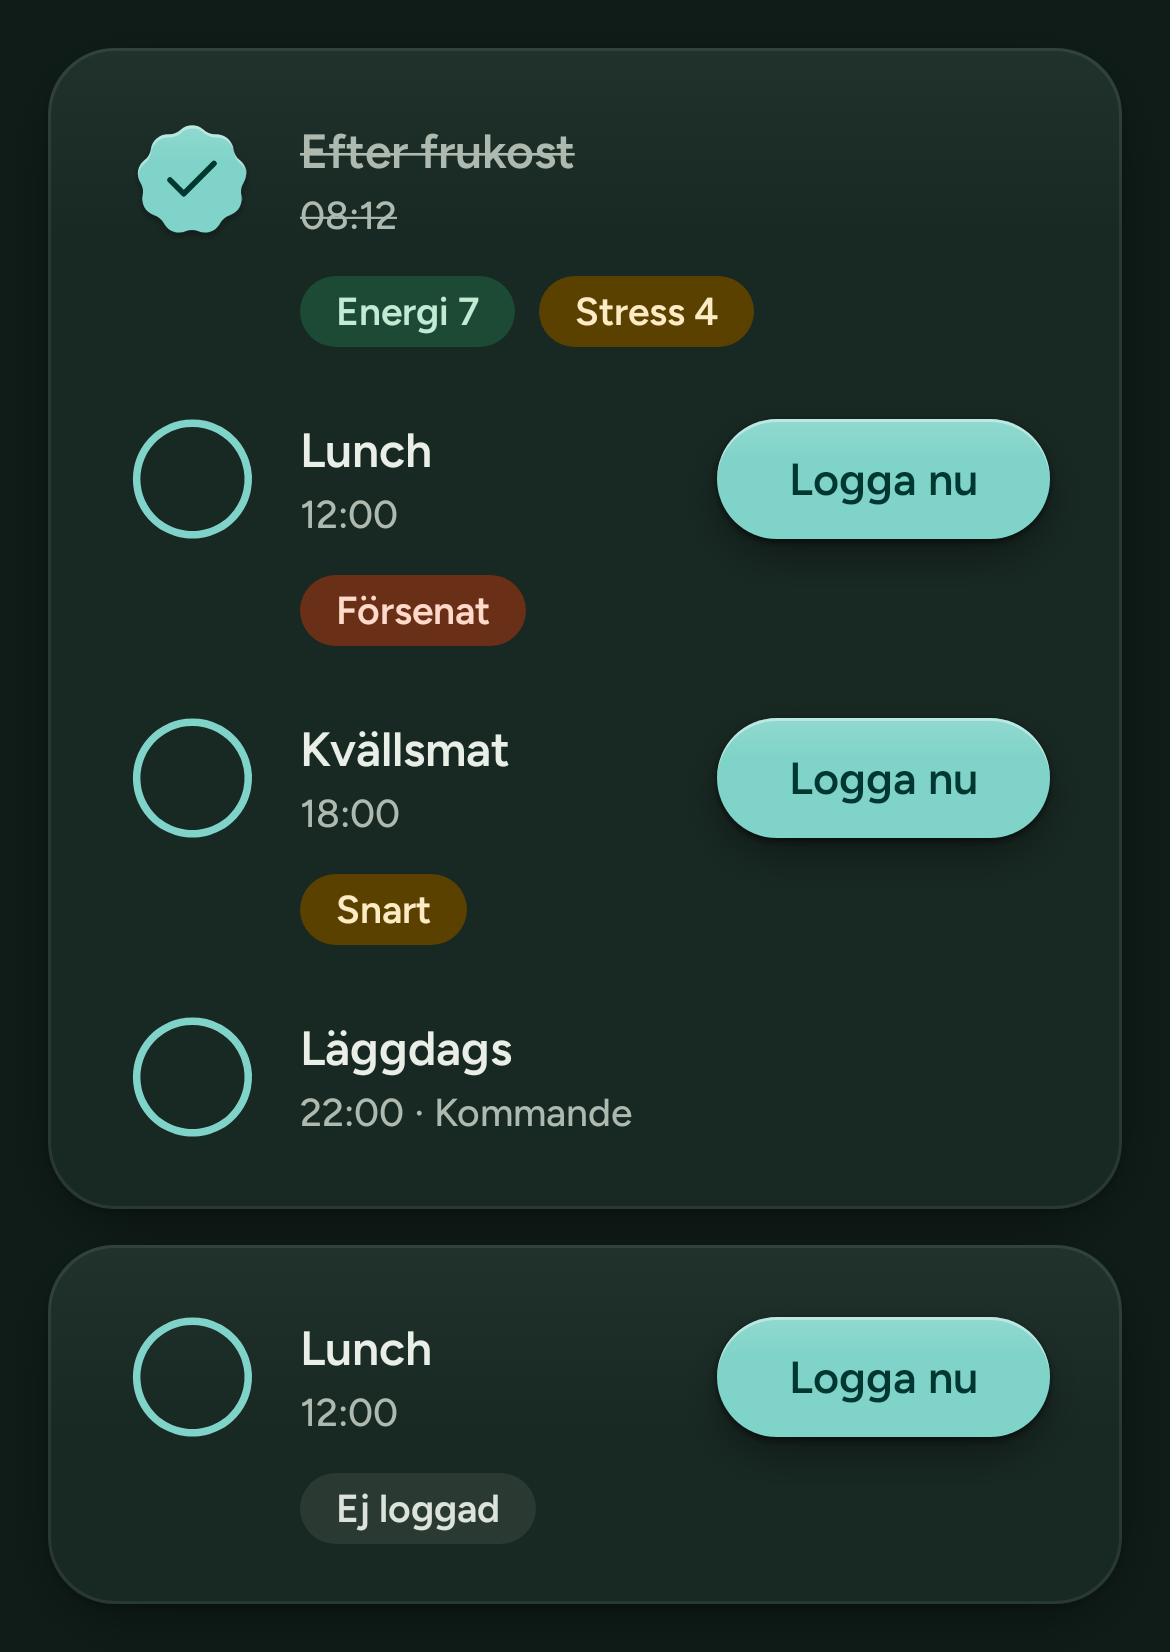 Efter frukost
08:12
Energi 7 Stress 4
Lunch
Logga nu
12:00
Försenat
Kvällsmat
Logga nu
18:00
Snart
Läggdags
22:00 · Kommande
Lunch
Logga nu
12:00
Ej loggad